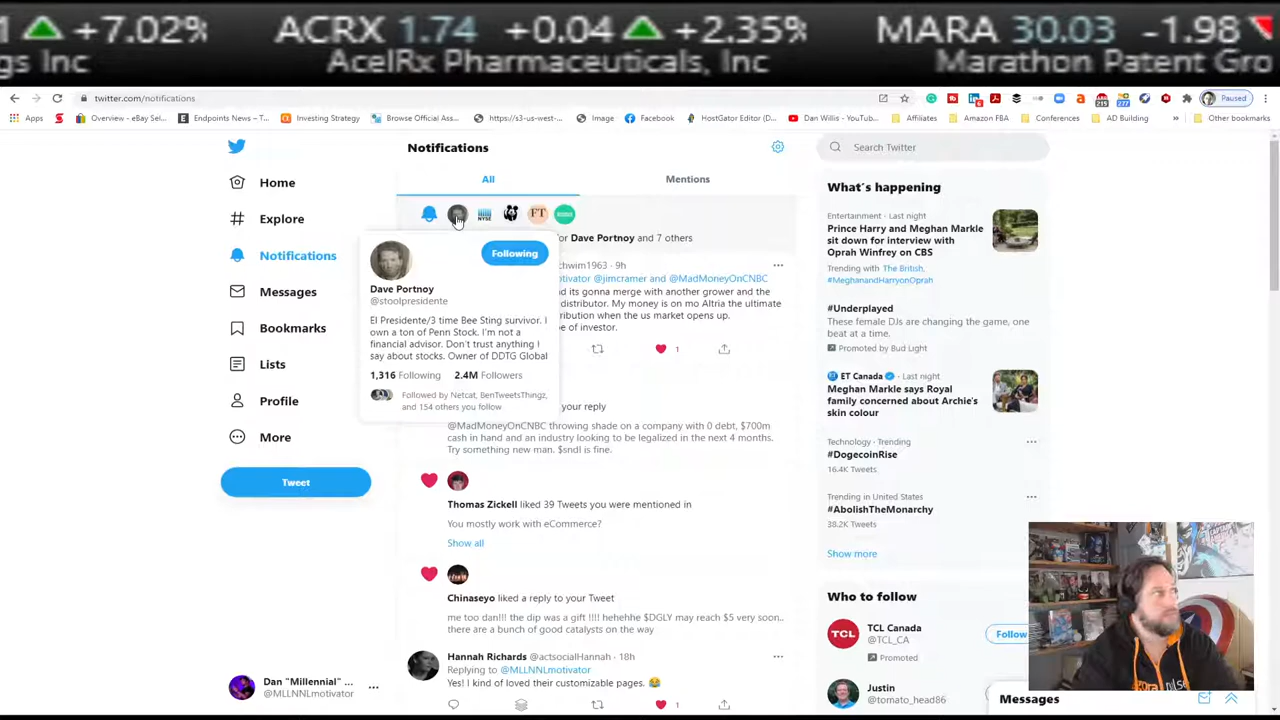 1 +7.02% ACRX 1.74 +0.04 +2.35% MARA 30.03 -1.98
gs Inc AcelRx Pharmaceuticals, Inc Marathon Patent Gro
twitter.com/notifications
Paused
Apps
Overview - eBay Sel...
Endpoints News – T...
Investing Strategy
Browse Official Ass...
https://s3-us-west-...
Image
Facebook
HostGator Editor (D...
Dan Willis - YouTub...
Affiliates
Amazon FBA
Conferences
AD Building
»
Other bookmarks
Home
Explore
Notifications
Messages
Bookmarks
Lists
Profile
More
Tweet
Dan "Millennial" ...
@MLLNNLmotivator
Notifications
All
Mentions
NYSE
FT
for Dave Portnoy and 7 others
Following
Dave Portnoy
@stoolpresidente
El Presidente/3 time Bee Sting survivor. I
own a ton of Penn Stock. I'm not a
financial advisor. Don't trust anything I
say about stocks. Owner of DDTG Global
1,316 Following 2.4M Followers
Followed by Netcat, BenTweetsThingz,
and 154 others you follow
chwim1963 · 9h
tivator @jimcramer and @MadMoneyOnCNBC
nd its gonna merge with another grower and the
distributor. My money is on mo Altria the ultimate
ribution when the us market opens up.
pe of investor.
1
your reply
@MadMoneyOnCNBC throwing shade on a company with 0 debt, $700m
cash in hand and an industry looking to be legalized in the next 4 months.
Try something new man. $sndl is fine.
Thomas Zickell liked 39 Tweets you were mentioned in
You mostly work with eCommerce?
Show all
Chinaseyo liked a reply to your Tweet
me too dan!!! the dip was a gift !!!! hehehhe $DGLY may reach $5 very soon..
there are a bunch of good catalysts on the way
Hannah Richards @actsocialHannah · 18h
Replying to @MLLNNLmotivator
Yes! I kind of loved their customizable pages. 😂
1
Search Twitter
What's happening
Entertainment · Last night
Prince Harry and Meghan Markle
sit down for interview with
Oprah Winfrey on CBS
Trending with The British,
#MeghanandHarryonOprah
#Underplayed
These female DJs are changing the game, one
beat at a time.
Promoted by Bud Light
ET Canada · Last night
Meghan Markle says Royal
family concerned about Archie's
skin colour
Technology · Trending
#DogecoinRise
16.4K Tweets
Trending in United States
#AbolishTheMonarchy
38.2K Tweets
Show more
Who to follow
TCL
TCL Canada
@TCL_CA
Promoted
Follow
Justin
@tomato_head86
Messages